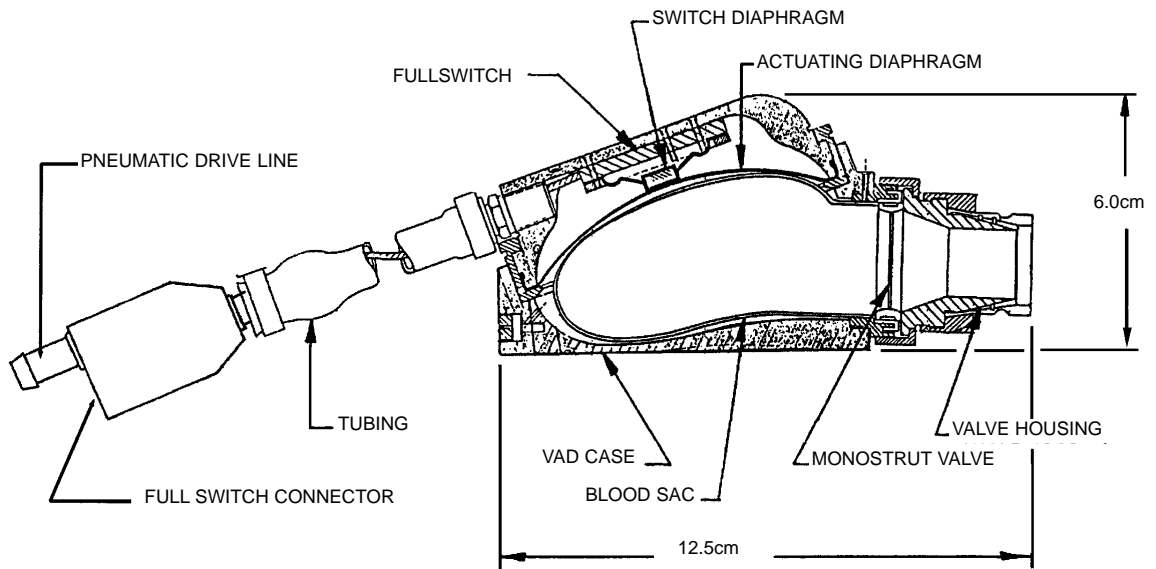 SWITCH DIAPHRAGM
ACTUATING DIAPHRAGM
FULLSWITCH
PNEUMATIC DRIVE LINE
6.0cm
TUBING
VALVE HOUSING
VAD CASE
MONOSTRUT VALVE
BLOOD SAC
FULL SWITCH CONNECTOR
12.5cm